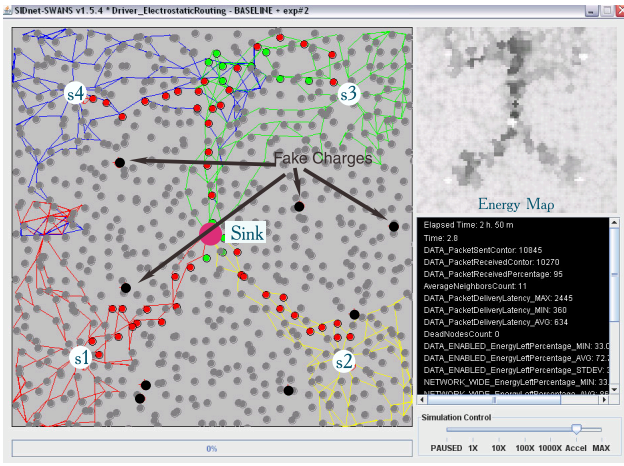 SIDnet-SWANS v1.5.4 * Driver_ElectrostaticRouting - BASELINE + exp#2
s4
s3
Fake Charges
Sink
s1
s2
Energy Map
Elapsed Time: 2 h. 50 m
Time: 2.8
DATA_PacketSentContor: 10845
DATA_PacketReceivedContor: 10270
DATA_PacketReceivedPercentage: 95
AverageNeighborsCount: 11
DATA_PacketDeliveryLatency_MAX: 2445
DATA_PacketDeliveryLatency_MIN: 360
DATA_PacketDeliveryLatency_AVG: 634
DeadNodesCount: 0
DATA_ENABLED_EnergyLeftPercentage_MIN: 33.0
DATA_ENABLED_EnergyLeftPercentage_AVG: 72.
DATA_ENABLED_EnergyLeftPercentage_STDEV: 3
NETWORK_WIDE_EnergyLeftPercentage_MIN: 33.
Simulation Control
PAUSED 1X 10X 100X 1000X Accel MAX
0%